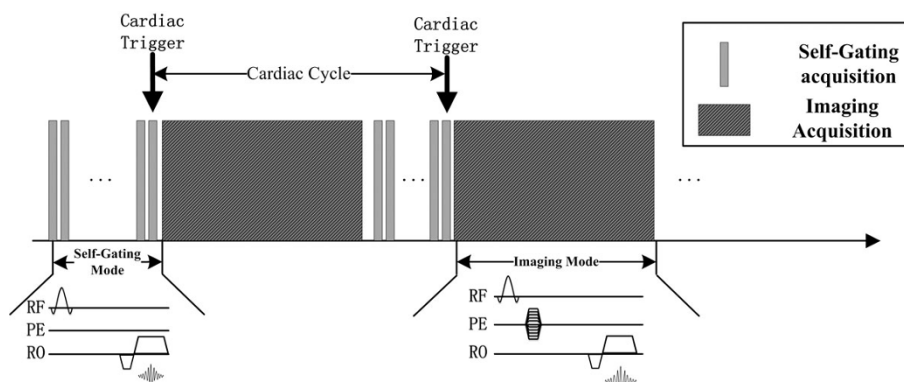 Cardiac
Trigger
Cardiac
Trigger
Cardiac Cycle
Self-Gating
acquisition
Imaging
Acquisition
...
...
...
Self-Gating
Mode
Imaging Mode
RF
PE
RO
RF
PE
RO